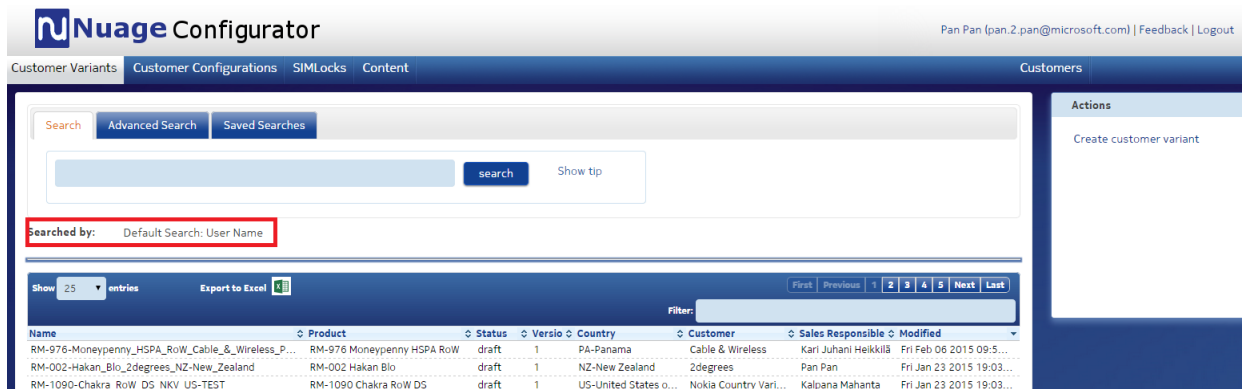 Nuage Configurator
Pan Pan (pan.2.pan@microsoft.com) | Feedback | Logout
Customer Variants Customer Configurations SIMLocks Content Customers
Actions
Search Advanced Search Saved Searches
Create customer variant
search Show tip
Searched by: Default Search: User Name
Show 25 entries Export to Excel First Previous 1 2 3 4 5 Next Last
Filter:
Name Product Status Versio Country Customer Sales Responsible Modified
RM-976-Moneypenny_HSPA_RoW_Cable_&_Wireless_P... RM-976 Moneypenny HSPA RoW draft 1 PA-Panama Cable & Wireless Kari Juhani Heikkilä Fri Feb 06 2015 09:5...
RM-002-Hakan_Blo_2degrees_NZ-New_Zealand RM-002 Hakan Blo draft 1 NZ-New Zealand 2degrees Pan Pan Fri Jan 23 2015 19:03...
RM-1090-Chakra_RoW_DS_NKV_US-TEST RM-1090 Chakra RoW DS draft 1 US-United States o... Nokia Country Vari... Kalpana Mahanta Fri Jan 23 2015 19:03...